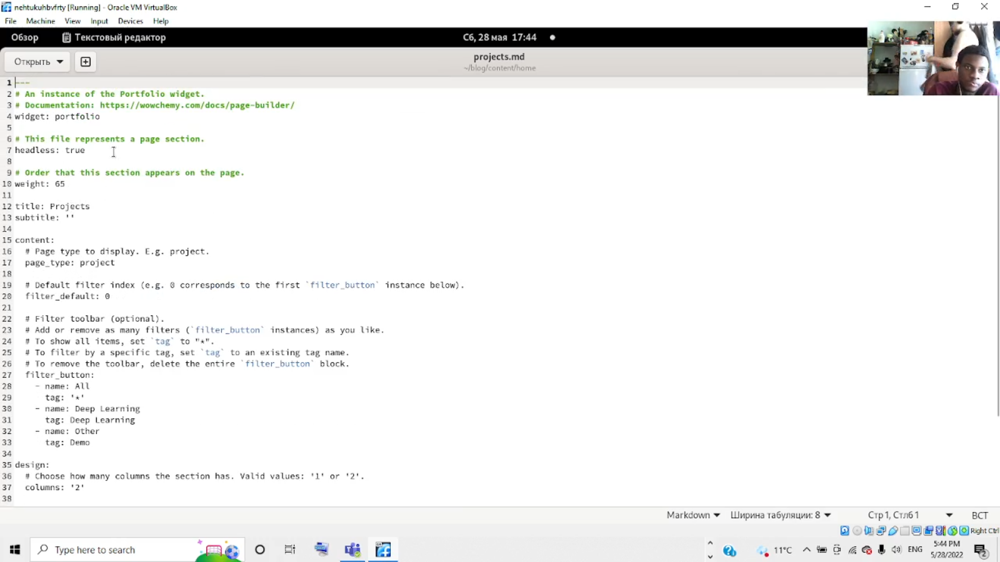 nehtukuhbvfrty [Running] - Oracle VM VirtualBox
File Machine View Input Devices Help
Обзор Текстовый редактор Сб, 28 мая 17:44
Открыть projects.md
~/blog/content/home
1 ---
2 # An instance of the Portfolio widget.
3 # Documentation: https://wowchemy.com/docs/page-builder/
4 widget: portfolio
5
6 # This file represents a page section.
7 headless: true
8
9 # Order that this section appears on the page.
10 weight: 65
11
12 title: Projects
13 subtitle: ''
14
15 content:
16 # Page type to display. E.g. project.
17 page_type: project
18
19 # Default filter index (e.g. 0 corresponds to the first `filter_button` instance below).
20 filter_default: 0
21
22 # Filter toolbar (optional).
23 # Add or remove as many filters (`filter_button` instances) as you like.
24 # To show all items, set `tag` to "*".
25 # To filter by a specific tag, set `tag` to an existing tag name.
26 # To remove the toolbar, delete the entire `filter_button` block.
27 filter_button:
28 - name: All
29 tag: '*'
30 - name: Deep Learning
31 tag: Deep Learning
32 - name: Other
33 tag: Demo
34
35 design:
36 # Choose how many columns the section has. Valid values: '1' or '2'.
37 columns: '2'
38
Markdown Ширина табуляции: 8 Стр 1, Стлб 1 ВСТ
Right Ctrl
Type here to search 11°C ENG 5:44 PM
5/28/2022 2